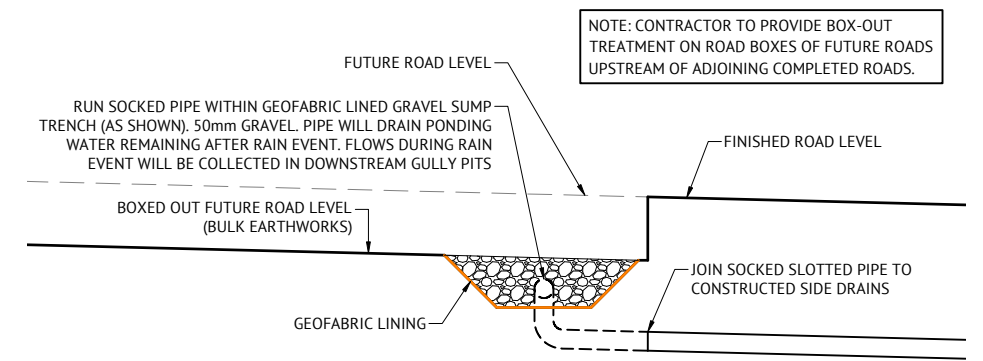 NOTE: CONTRACTOR TO PROVIDE BOX-OUT
TREATMENT ON ROAD BOXES OF FUTURE ROADS
UPSTREAM OF ADJOINING COMPLETED ROADS.
FUTURE ROAD LEVEL
RUN SOCKED PIPE WITHIN GEOFABRIC LINED GRAVEL SUMP
TRENCH (AS SHOWN). 50mm GRAVEL. PIPE WILL DRAIN PONDING
WATER REMAINING AFTER RAIN EVENT. FLOWS DURING RAIN
EVENT WILL BE COLLECTED IN DOWNSTREAM GULLY PITS
FINISHED ROAD LEVEL
BOXED OUT FUTURE ROAD LEVEL
(BULK EARTHWORKS)
JOIN SOCKED SLOTTED PIPE TO
CONSTRUCTED SIDE DRAINS
GEOFABRIC LINING